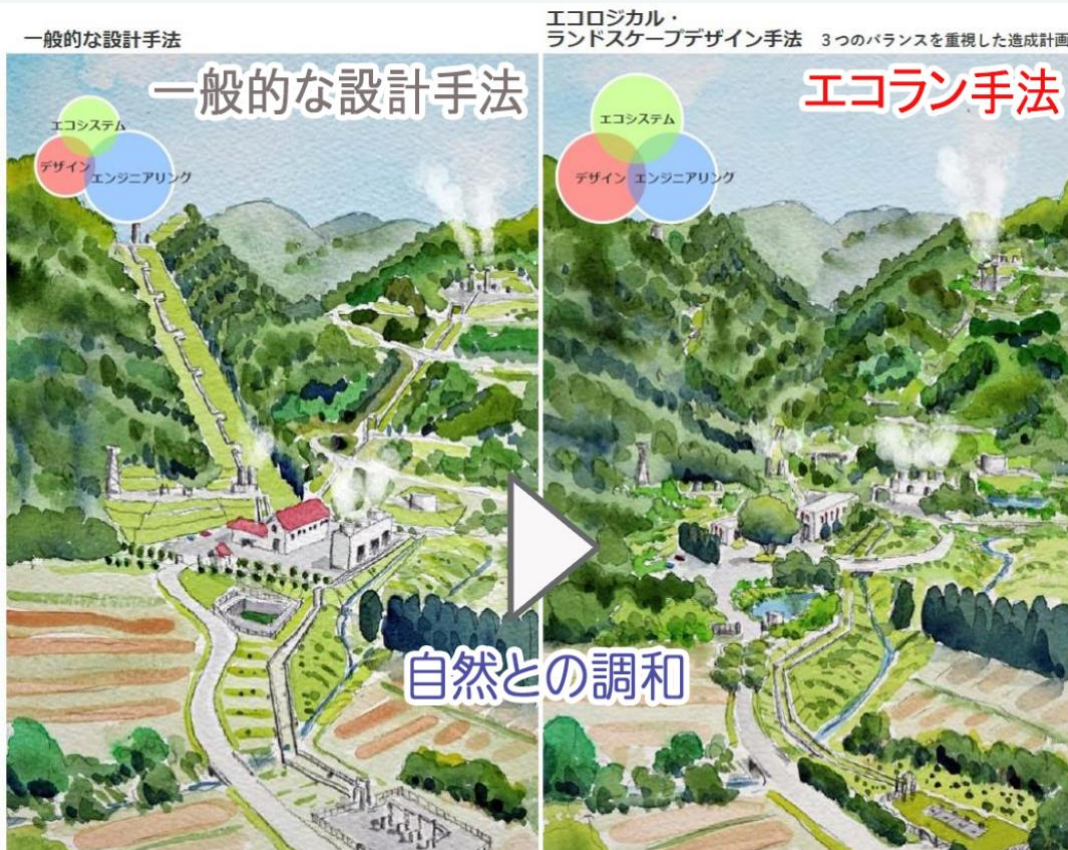 一般的な設計手法
エコロジカル・
ランドスケープデザイン手法 3つのバランスを重視した造成計画
一般的な設計手法
エコシステム
デザイン
エンジニアリング
エコラン手法
エコシステム
デザイン
エンジニアリング
自然との調和